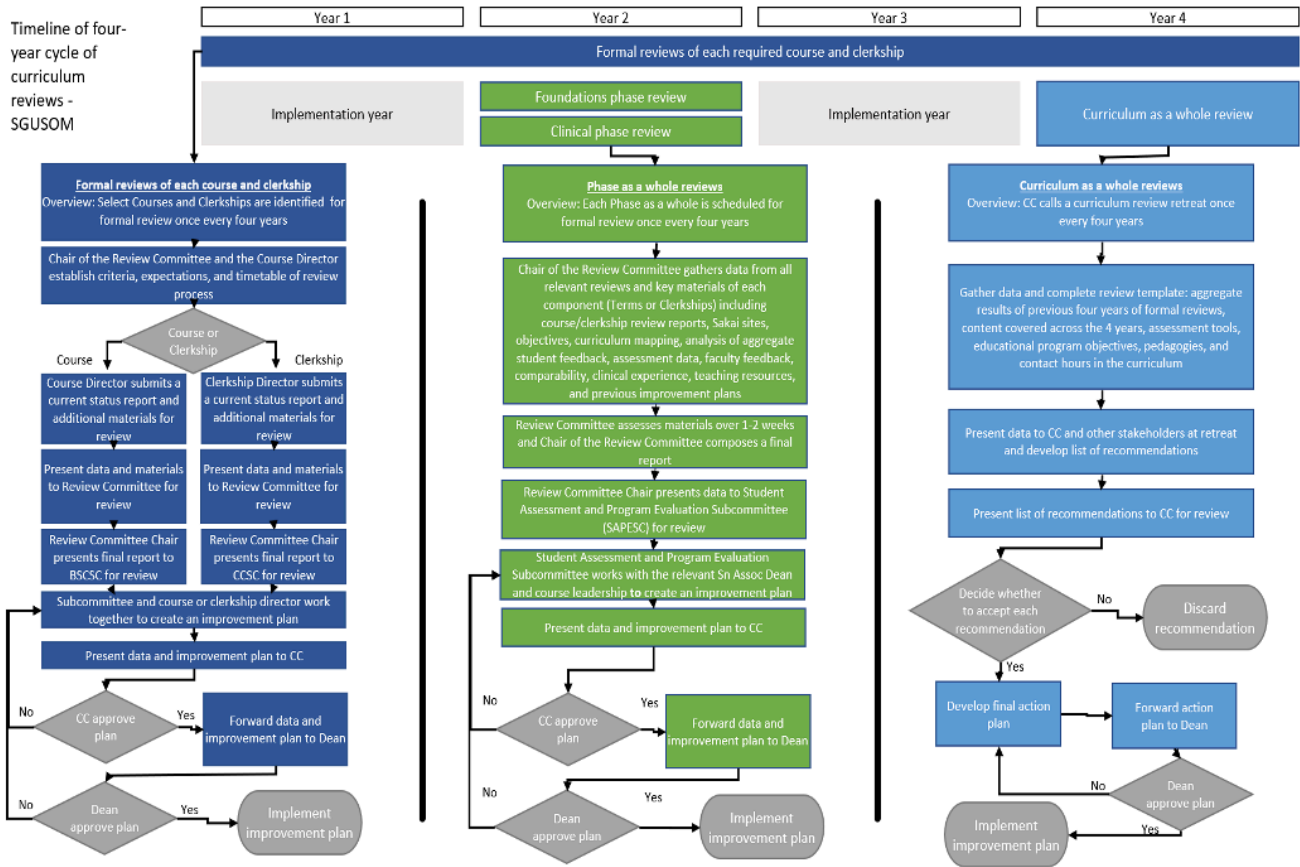 Timeline of four-
year cycle of
curriculum
reviews -
SGUSOM
Year 1
Year 2
Year 3
Year 4
Formal reviews of each required course and clerkship
Implementation year
Foundations phase review
Clinical phase review
Implementation year
Curriculum as a whole review
Formal reviews of each course and clerkship
Overview: Select Courses and Clerkships are identified for
formal review once every four years
Chair of the Review Committee and the Course Director
establish criteria, expectations, and timetable of review
process
Course or
Clerkship
Course
Clerkship
Course Director submits a
current status report and
additional materials for
review
Clerkship Director submits
a current status report and
additional materials for
review
Present data and materials
to Review Committee for
review
Present data and materials
to Review Committee for
review
Review Committee Chair
presents final report to
BSCSC for review
Review Committee Chair
presents final report to
CCSC for review
Subcommittee and course or clerkship director work
together to create an improvement plan
Present data and improvement plan to CC
No
CC approve
plan
Yes
Forward data and
improvement plan to Dean
No
Dean
approve plan
Yes
Implement
improvement plan
Phase as a whole reviews
Overview: Each Phase as a whole is scheduled for
formal review once every four years
Chair of the Review Committee gathers data from all
relevant reviews and key materials of each
component (Terms or Clerkships) including
course/clerkship review reports, Sakai sites,
objectives, curriculum mapping, analysis of aggregate
student feedback, assessment data, faculty feedback,
comparability, clinical experience, teaching resources,
and previous improvement plans
Review Committee assesses materials over 1-2 weeks
and Chair of the Review Committee composes a final
report
Review Committee Chair presents data to Student
Assessment and Program Evaluation Subcommittee
(SAPESC) for review
Student Assessment and Program Evaluation
Subcommittee works with the relevant Sn Assoc Dean
and course leadership to create an improvement plan
Present data and improvement plan to CC
No
CC approve
plan
Yes
Forward data and
improvement plan to Dean
No
Dean
approve plan
Yes
Implement
improvement plan
Curriculum as a whole reviews
Overview: CC calls a curriculum review retreat once
every four years
Gather data and complete review template: aggregate
results of previous four years of formal reviews,
content covered across the 4 years, assessment tools,
educational program objectives, pedagogies, and
contact hours in the curriculum
Present data to CC and other stakeholders at retreat
and develop list of recommendations
Present list of recommendations to CC for review
Decide whether
to accept each
recommendation
No
Discard
recommendation
Yes
Develop final action
plan
Forward action
plan to Dean
No
Dean
approve plan
Yes
Implement
improvement plan